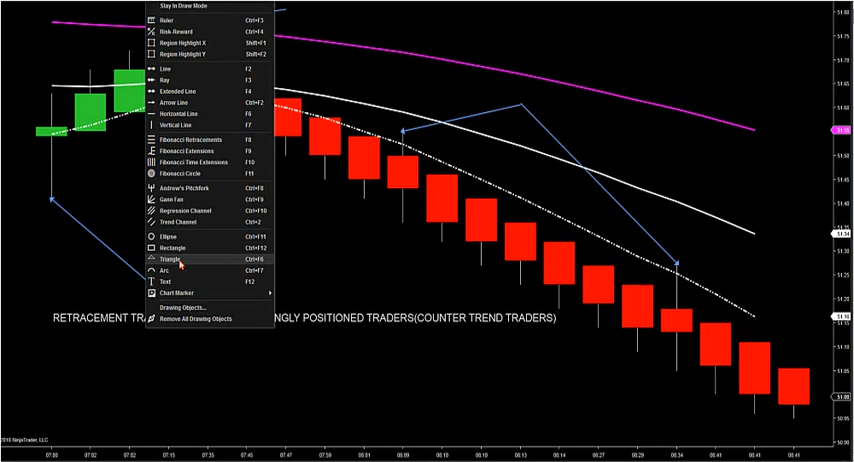 Stay In Draw Mode
Ruler Ctrl+F3
Risk-Reward Ctrl+F4
Region Highlight X Shift+F1
Region Highlight Y Shift+F2
Line F2
Ray F3
Extended Line F4
Arrow Line Ctrl+F2
Horizontal Line F6
Vertical Line F7
Fibonacci Retracements F8
Fibonacci Extensions F9
Fibonacci Time Extensions F10
Fibonacci Circle F11
Andrew's Pitchfork Ctrl+F8
Gann Fan Ctrl+F9
Regression Channel Ctrl+F10
Trend Channel Ctrl+2
Ellipse Ctrl+F11
Rectangle Ctrl+F12
Triangle Ctrl+F6
Arc Ctrl+F7
Text F12
Chart Marker
Drawing Objects...
Remove All Drawing Objects
RETRACEMENT TRA NGLY POSITIONED TRADERS(COUNTER TREND TRADERS)
51.80
51.75
51.70
51.65
51.60
51.55
51.50
51.45
51.40
51.34
51.30
51.25
51.20
51.16
51.10
51.05
51.00
50.95
50.90
2018 NinjaTrader, LLC
07:00 07:02 07:02 07:15 07:35 07:45 07:47 07:59 08:01 08:09 08:10 08:10 08:13 08:14 08:27 08:29 08:34 08:41 08:41 08:41